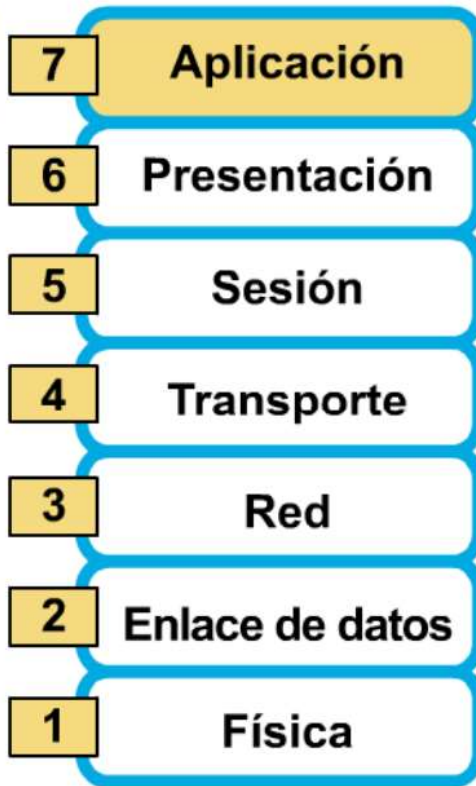 7 Aplicación
6 Presentación
5 Sesión
4 Transporte
3 Red
2 Enlace de datos
1 Física